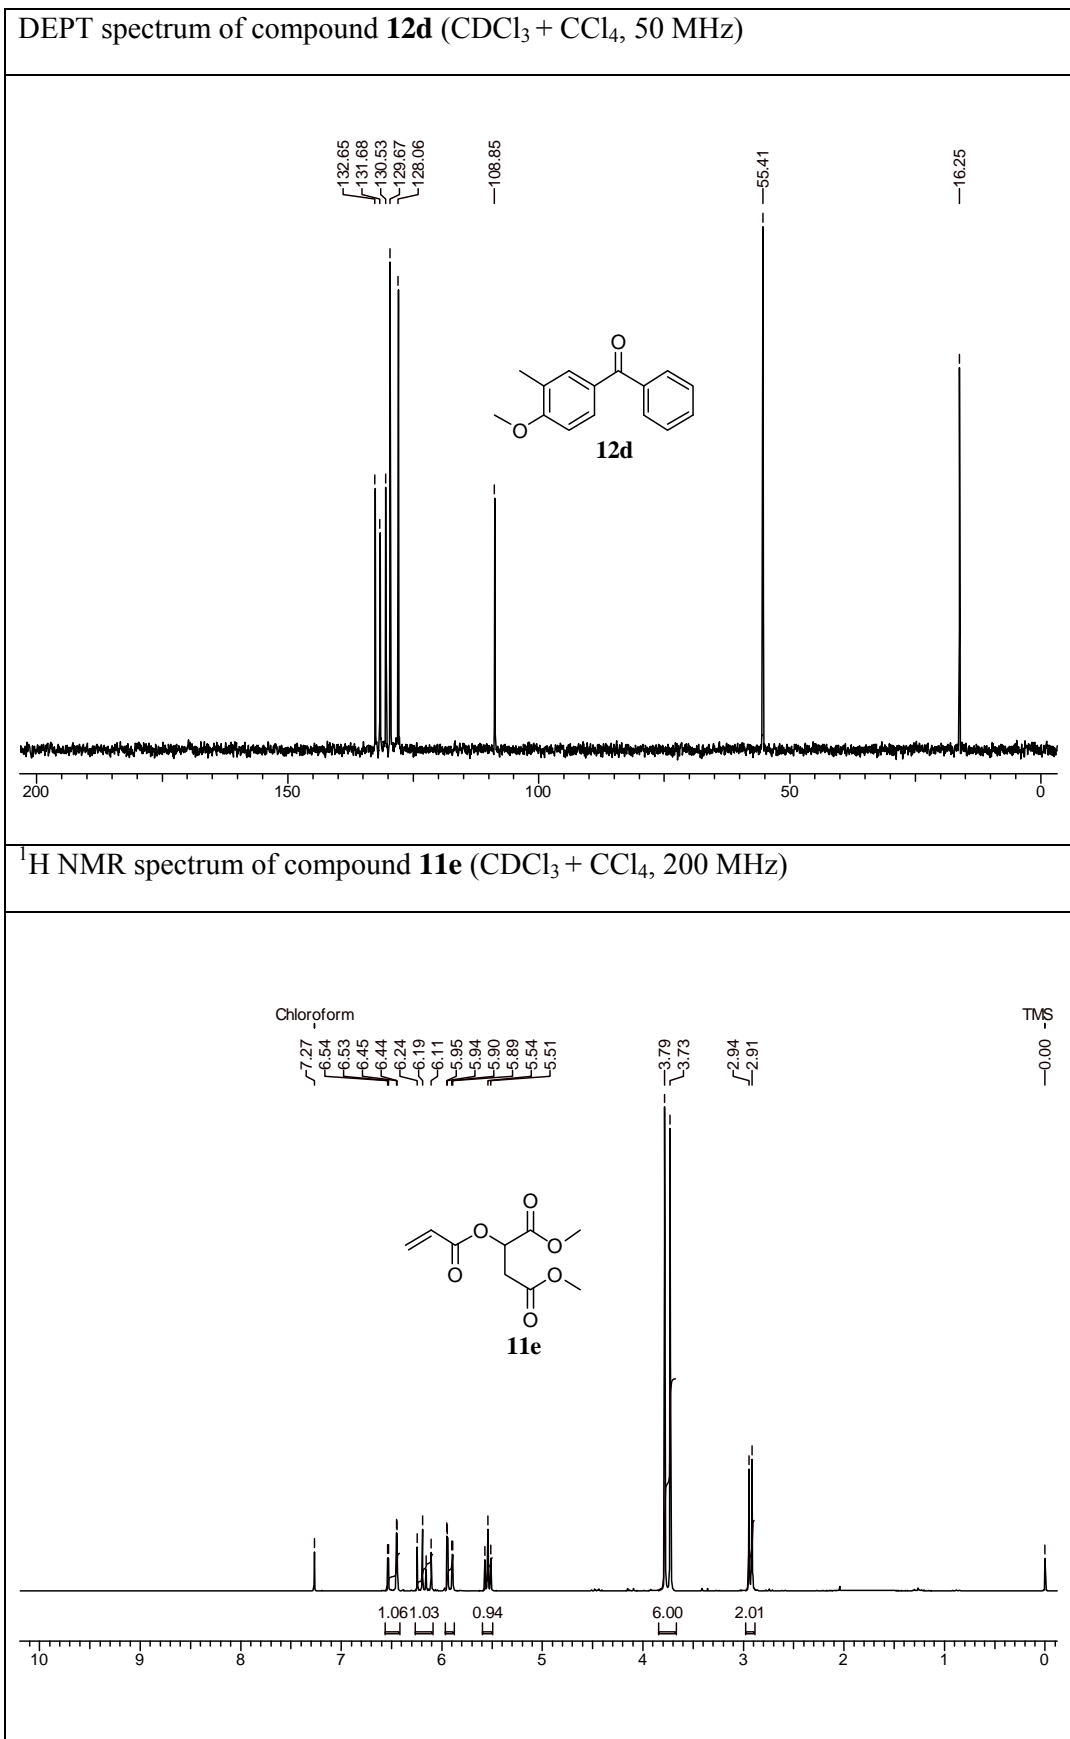 DEPT spectrum of compound 12d (CDCl₃ + CCl₄, 50 MHz)
132.65
131.68
130.53
129.67
128.06
108.85
55.41
16.25
O
O
12d
200 150 100 50 0
¹H NMR spectrum of compound 11e (CDCl₃ + CCl₄, 200 MHz)
Chloroform TMS
7.27
6.54
6.53
6.45
6.44
6.24
6.19
6.11
5.95
5.94
5.90
5.89
5.54
5.51
3.79
3.73
2.94
2.91
0.00
O
O
O
O
O
O
11e
1.06 1.03 0.94 6.00 2.01
10 9 8 7 6 5 4 3 2 1 0